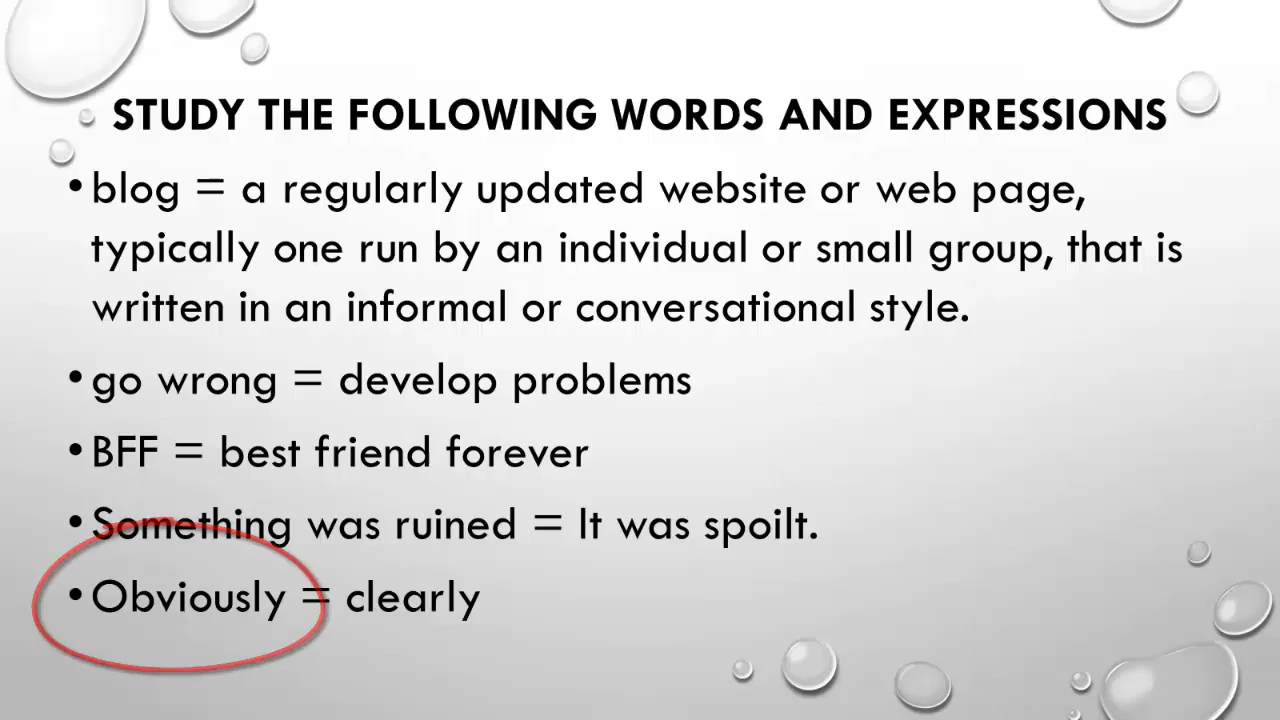 STUDY THE FOLLOWING WORDS AND EXPRESSIONS
• blog = a regularly updated website or web page,
typically one run by an individual or small group, that is
written in an informal or conversational style.
• go wrong = develop problems
• BFF = best friend forever
• Something was ruined = It was spoilt.
• Obviously = clearly